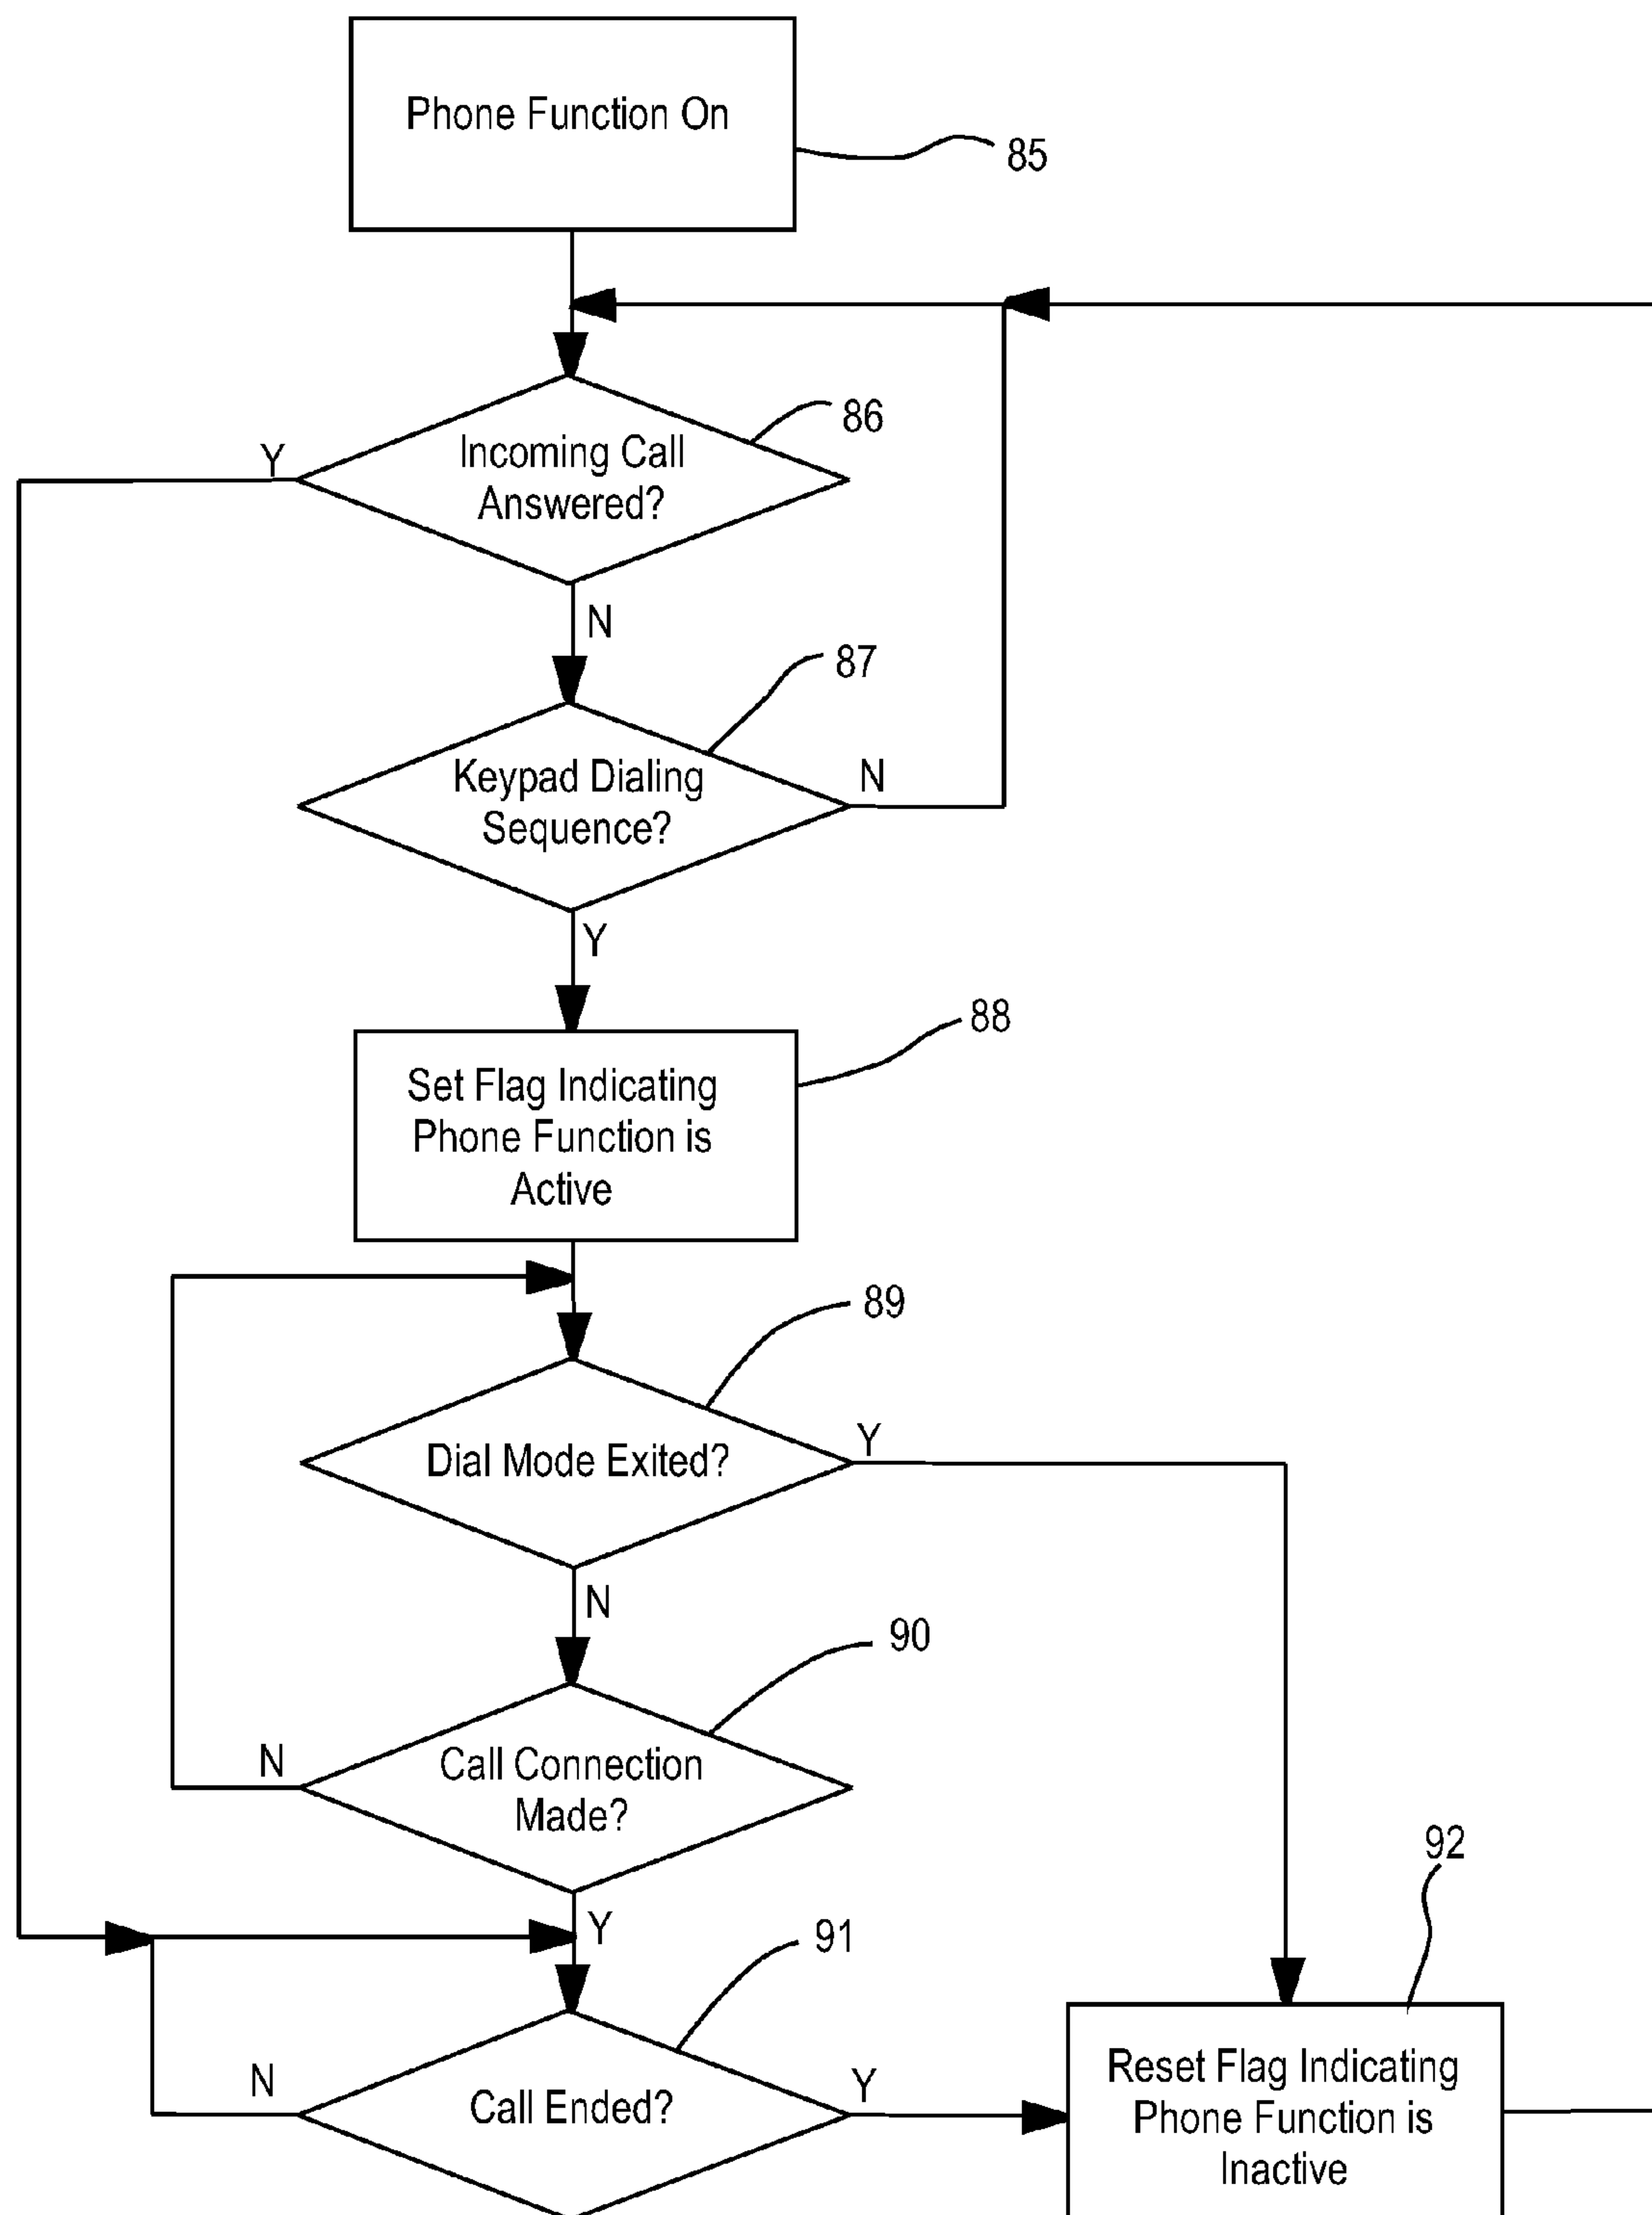 Phone Function On
85
86
Incoming Call
Answered?
Y
N
87
Keypad Dialing
Sequence?
N
Y
88
Set Flag Indicating
Phone Function is
Active
89
Dial Mode Exited?
Y
N
90
Call Connection
Made?
N
Y
91
Call Ended?
N
Y
92
Reset Flag Indicating
Phone Function is
Inactive